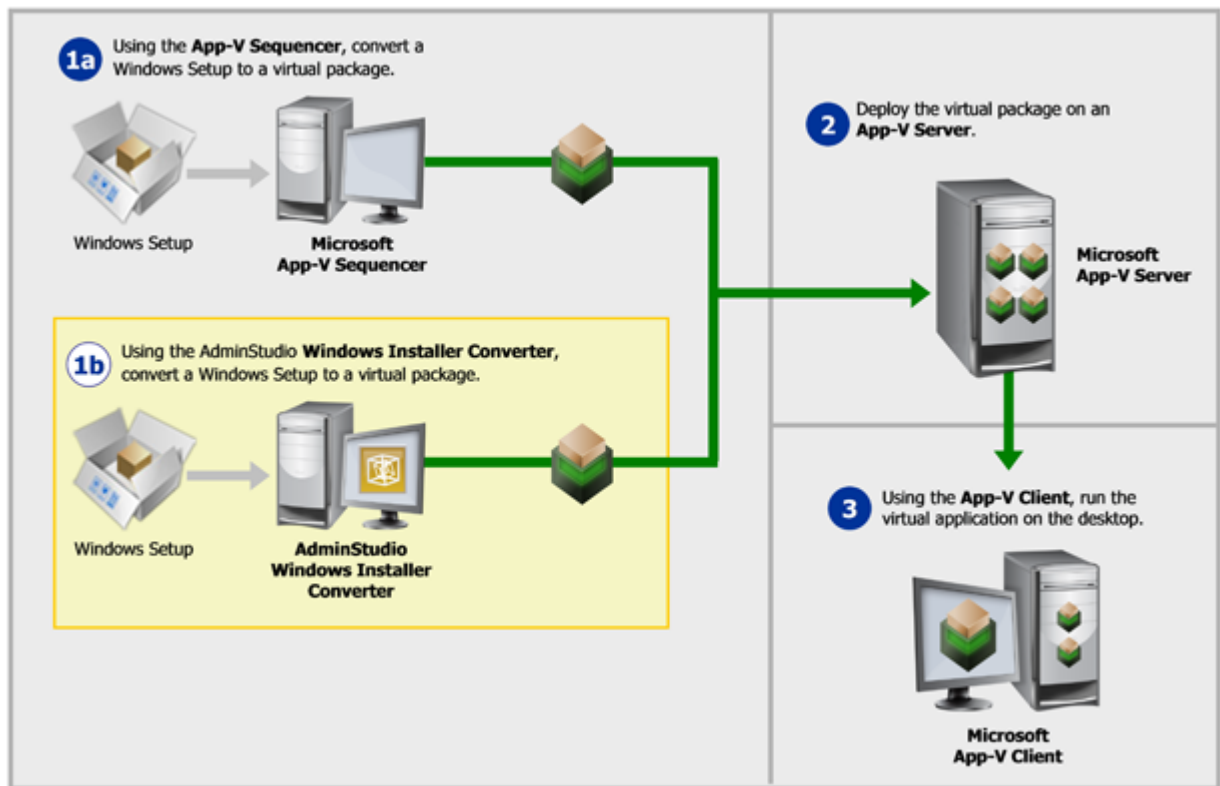 1a
Using the App-V Sequencer, convert a
Windows Setup to a virtual package.
Windows Setup
Microsoft
App-V Sequencer
1b
Using the AdminStudio Windows Installer Converter,
convert a Windows Setup to a virtual package.
Windows Setup
AdminStudio
Windows Installer
Converter
2
Deploy the virtual package on an
App-V Server.
Microsoft
App-V Server
3
Using the App-V Client, run the
virtual application on the desktop.
Microsoft
App-V Client